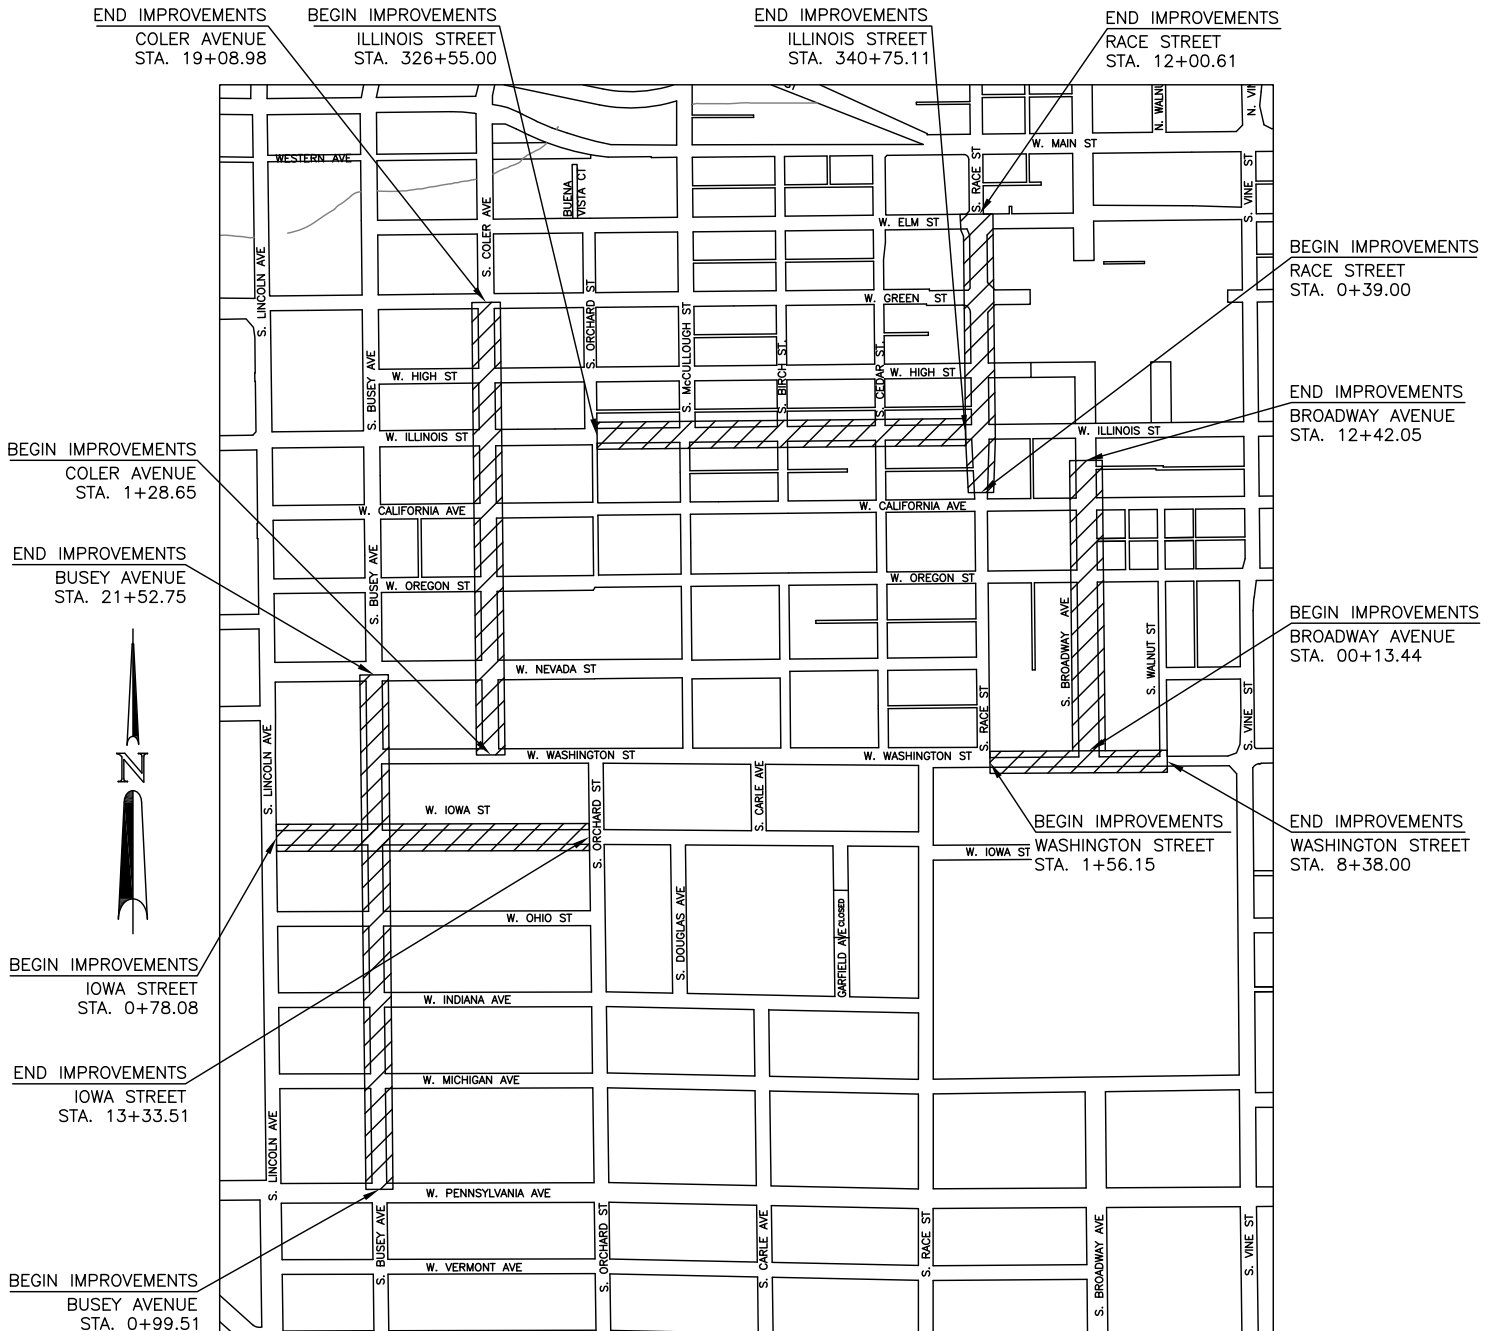 END IMPROVEMENTS
COLER AVENUE
STA. 19+08.98
BEGIN IMPROVEMENTS
ILLINOIS STREET
STA. 326+55.00
END IMPROVEMENTS
ILLINOIS STREET
STA. 340+75.11
END IMPROVEMENTS
RACE STREET
STA. 12+00.61
N. WALNUT
N. VIN
WESTERN AVE
W. MAIN ST
BUENA
VISTA CT
S. COLER AVE
S. RACE ST
S. VINE ST
W. ELM ST
S. LINCOLN AVE
BEGIN IMPROVEMENTS
RACE STREET
STA. 0+39.00
S. ORCHARD ST
W. GREEN ST
S. McCULLOUGH ST
S. BIRCH ST.
S. CEDAR ST.
S. BUSEY AVE
W. HIGH ST
W. HIGH ST
END IMPROVEMENTS
BROADWAY AVENUE
STA. 12+42.05
W. ILLINOIS ST
W. ILLINOIS ST
BEGIN IMPROVEMENTS
COLER AVENUE
STA. 1+28.65
W. CALIFORNIA AVE
W. CALIFORNIA AVE
END IMPROVEMENTS
BUSEY AVENUE
STA. 21+52.75
S. BUSEY AVE
W. OREGON ST
W. OREGON ST
S. BROADWAY AVE
S. WALNUT ST
BEGIN IMPROVEMENTS
BROADWAY AVENUE
STA. 00+13.44
W. NEVADA ST
S. RACE ST
S. VINE ST
N
S. LINCOLN AVE
W. WASHINGTON ST
W. WASHINGTON ST
S. ORCHARD ST
S. CARLE AVE
W. IOWA ST
BEGIN IMPROVEMENTS
WASHINGTON STREET
STA. 1+56.15
END IMPROVEMENTS
WASHINGTON STREET
STA. 8+38.00
W. IOWA ST
W. OHIO ST
S. DOUGLAS AVE
GARFIELD AVE CLOSED
BEGIN IMPROVEMENTS
IOWA STREET
STA. 0+78.08
W. INDIANA AVE
END IMPROVEMENTS
IOWA STREET
STA. 13+33.51
W. MICHIGAN AVE
S. LINCOLN AVE
W. PENNSYLVANIA AVE
S. BUSEY AVE
S. ORCHARD ST
S. CARLE AVE
S. RACE ST
S. BROADWAY AVE
S. VINE ST
W. VERMONT AVE
BEGIN IMPROVEMENTS
BUSEY AVENUE
STA. 0+99.51